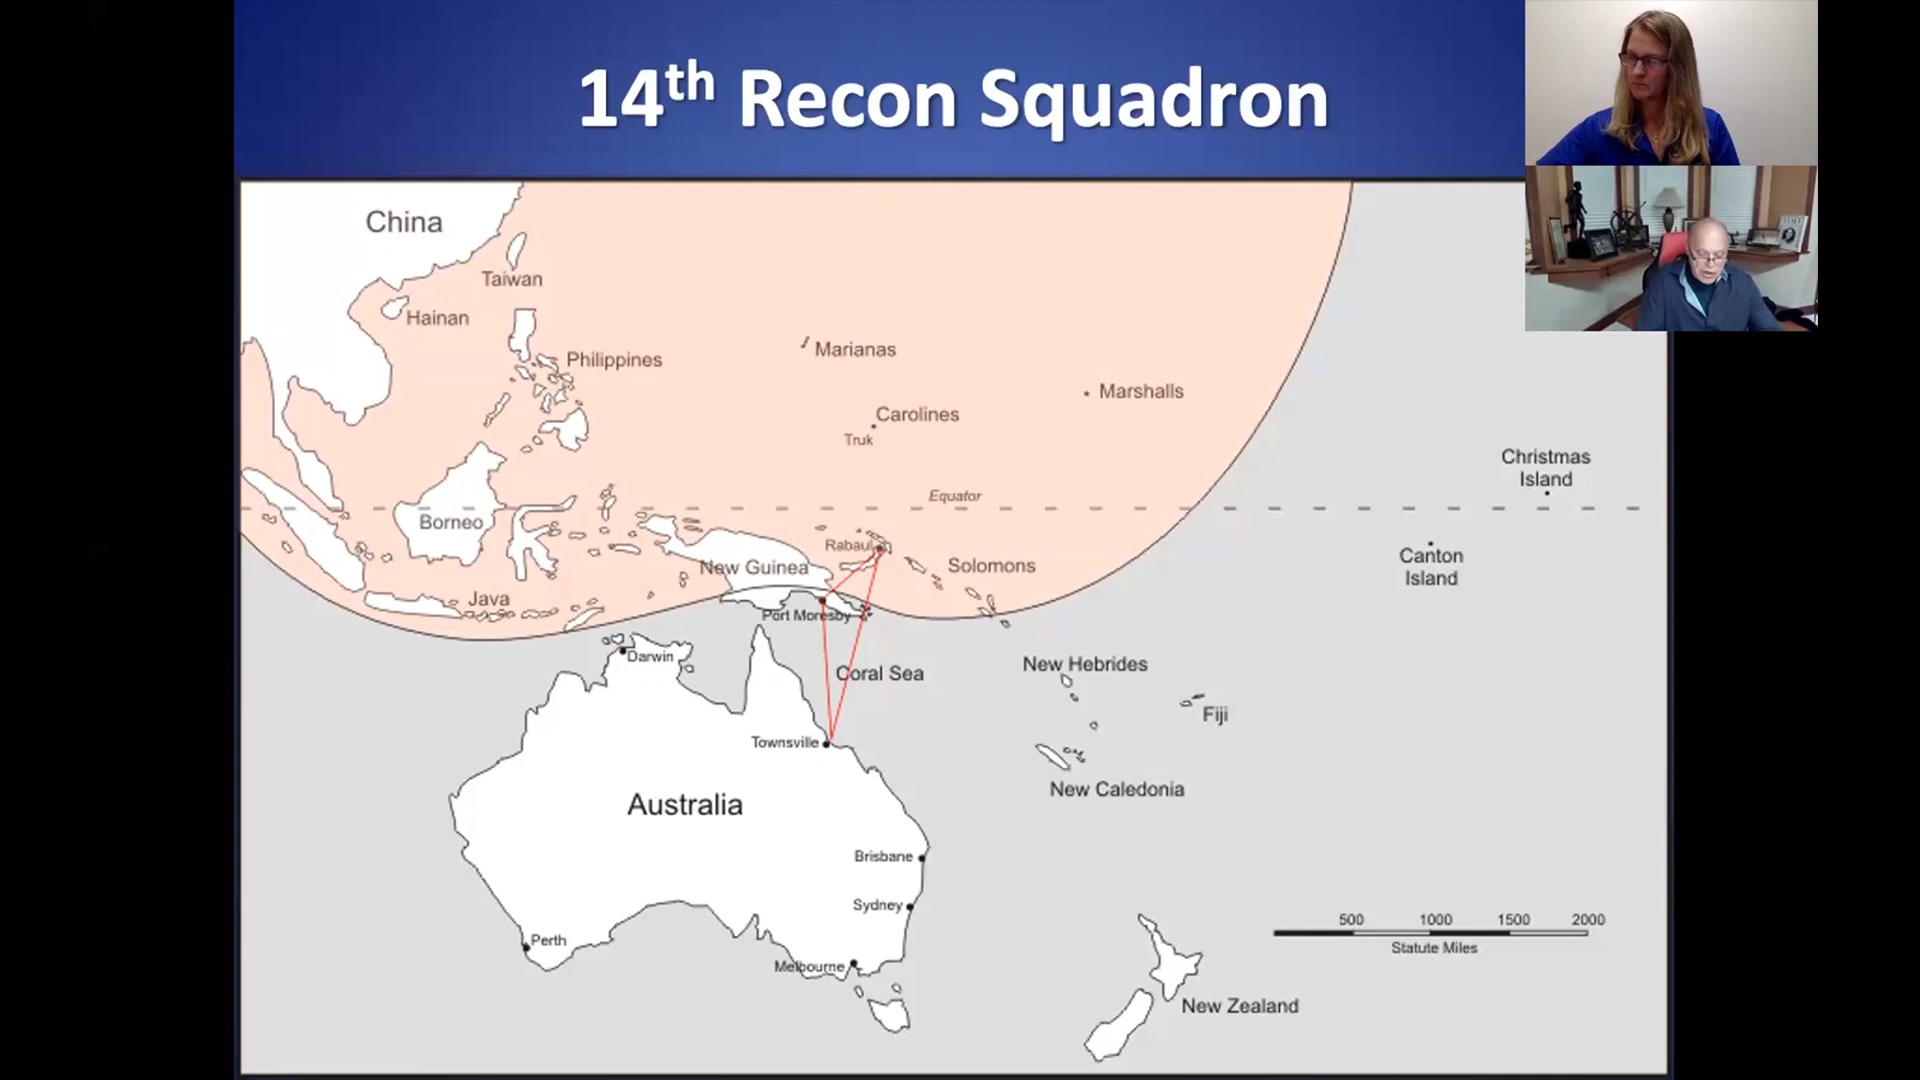 14th Recon Squadron
TIME
China
Taiwan
Hainan
Philippines
Marianas
Marshalls
Carolines
Truk
Christmas
Island
Equator
Borneo
Rabaul
New Guinea
Solomons
Canton
Island
Java
Port Moresby
Darwin
Coral Sea
New Hebrides
Fiji
Townsville
New Caledonia
Australia
Brisbane
Sydney
500 1000 1500 2000
Statute Miles
Perth
Melbourne
New Zealand